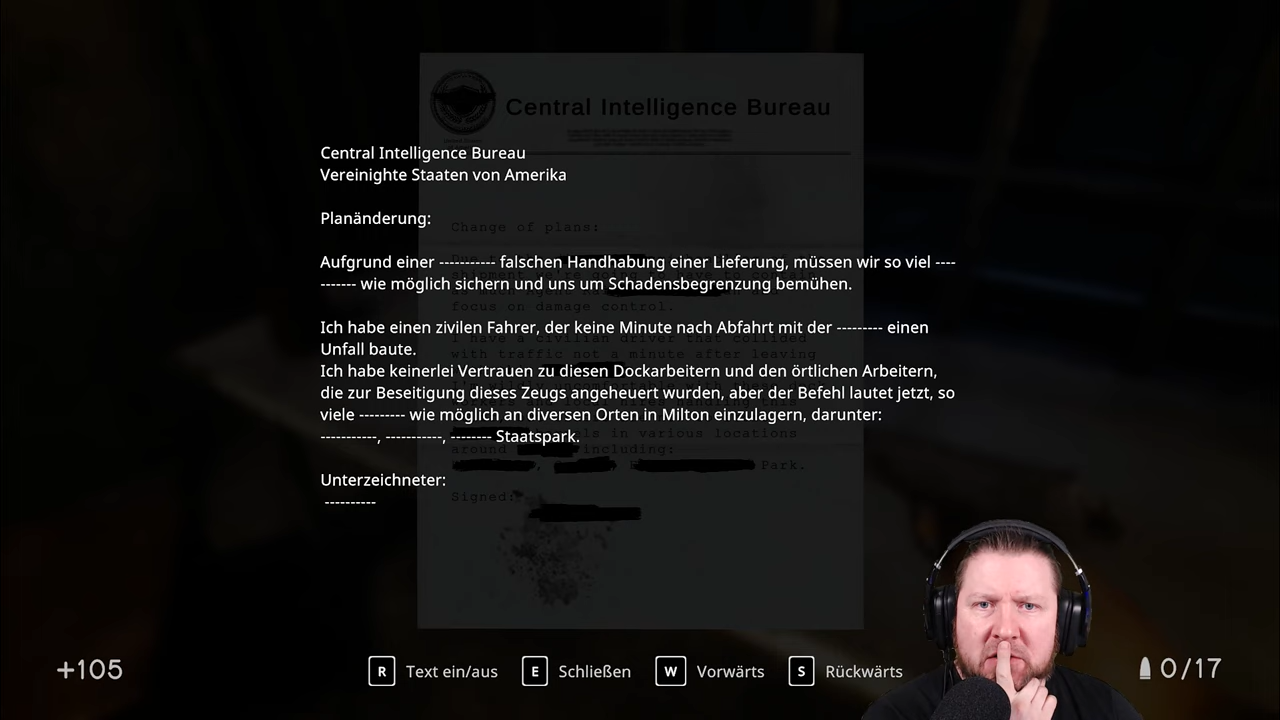 Central Intelligence Bureau
Central Intelligence Bureau
Vereinighte Staaten von Amerika
Planänderung:
Change of plans:
Aufgrund einer ----------- falschen Handhabung einer Lieferung, müssen wir so viel ----
------- wie möglich sichern und uns um Schadensbegrenzung bemühen.
focus on damage control.
Ich habe einen zivilen Fahrer, der keine Minute nach Abfahrt mit der --------- einen
I have a civilian driver that collided
Unfall baute.
with traffic not a minute after leaving
Ich habe keinerlei Vertrauen zu diesen Dockarbeitern und den örtlichen Arbeitern,
die zur Beseitigung dieses Zeugs angeheuert wurden, aber der Befehl lautet jetzt, so
viele --------- wie möglich an diversen Orten in Milton einzulagern, darunter:
in various locations
around including:
-----------, -----------, -------- Staatspark.
Park.
Unterzeichneter:
Signed:
----------
+105
R Text ein/aus E Schließen W Vorwärts S Rückwärts
0/17